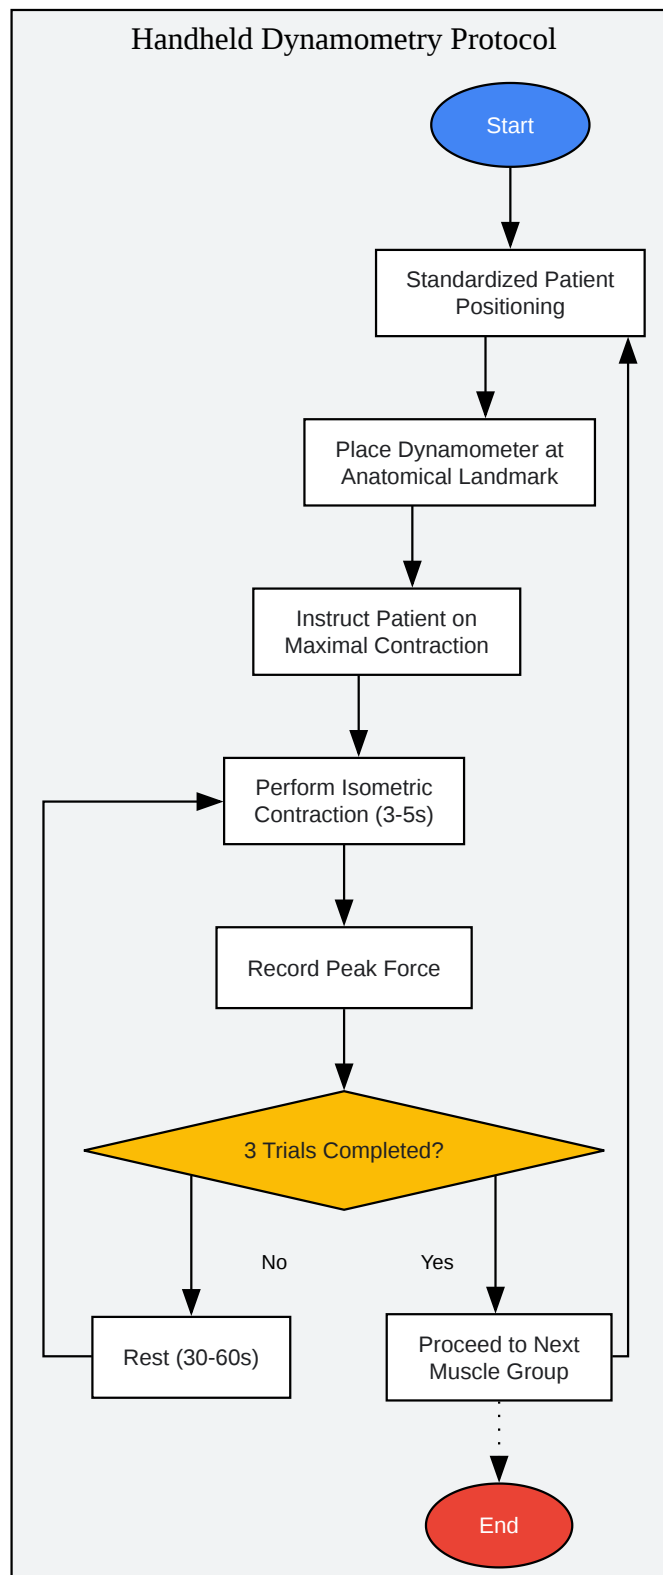 Handheld Dynamometry Protocol
Start
Standardized Patient
Positioning
Place Dynamometer at
Anatomical Landmark
Instruct Patient on
Maximal Contraction
Perform Isometric
Contraction (3-5s)
Record Peak Force
3 Trials Completed?
No
Yes
Rest (30-60s)
Proceed to Next
Muscle Group
End